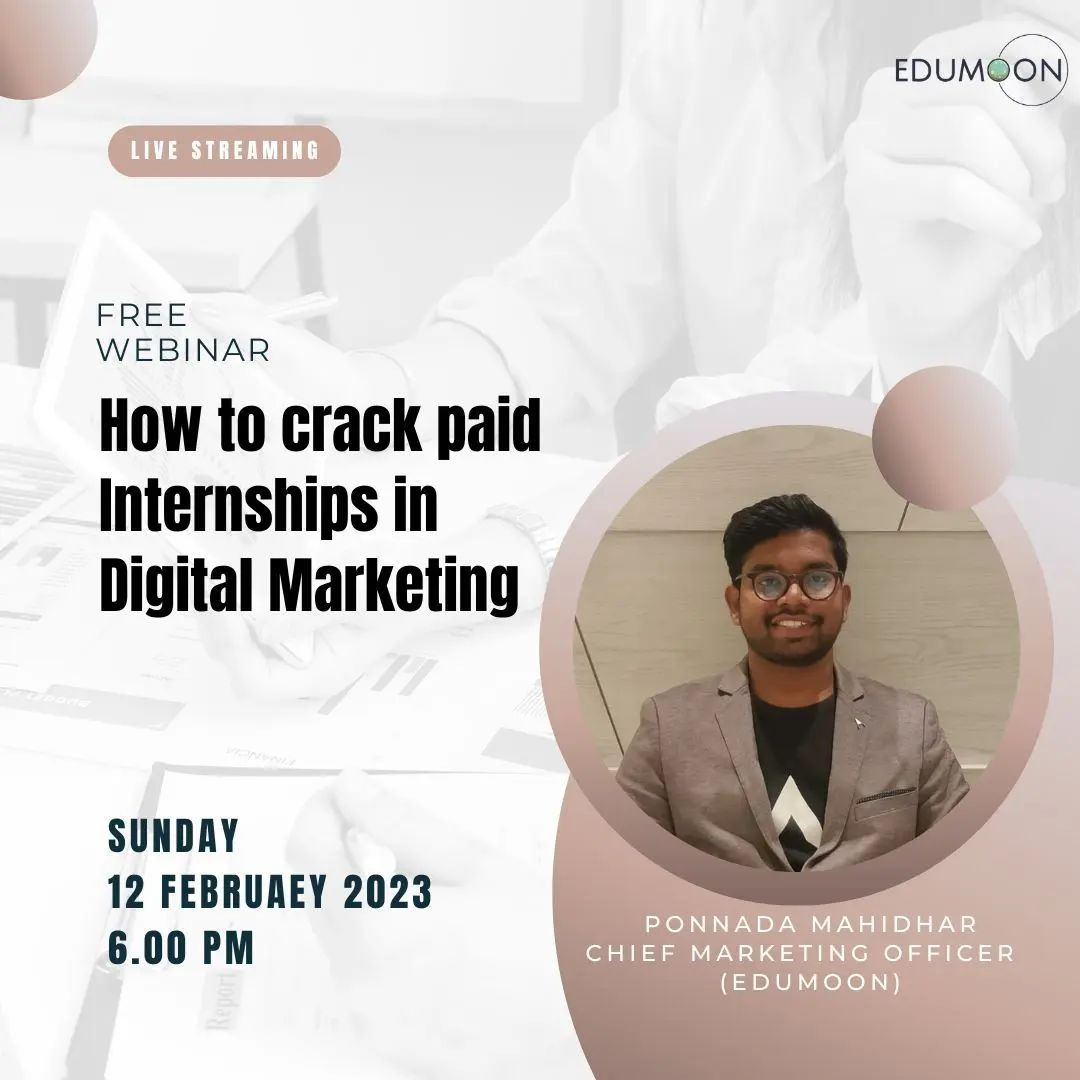 EDUMOON
LIVE STREAMING
FREE
WEBINAR
How to crack paid
Internships in
Digital Marketing
SUNDAY
12 FEBRUAEY 2023
6.00 PM
PONNADA MAHIDHAR
CHIEF MARKETING OFFICER
(EDUMOON)
Report